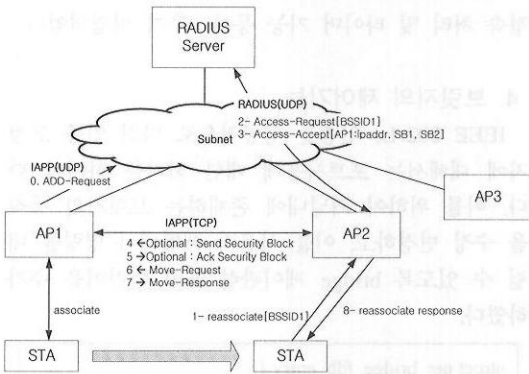 RADIUS
Server
RADIUS(UDP)
2- Access-Request[BSSID1]
3- Access-Accept[AP1:ipaddr, SB1, SB2]
Subnet
IAPP(UDP)
0. ADD-Request
AP3
AP1
IAPP(TCP)
AP2
4 ←Optional : Send Security Block
5 →Optional : Ack Security Block
6 ← Move-Request
7 → Move-Response
associate
1- reassociate[BSSID1]
8- reassociate response
STA
STA